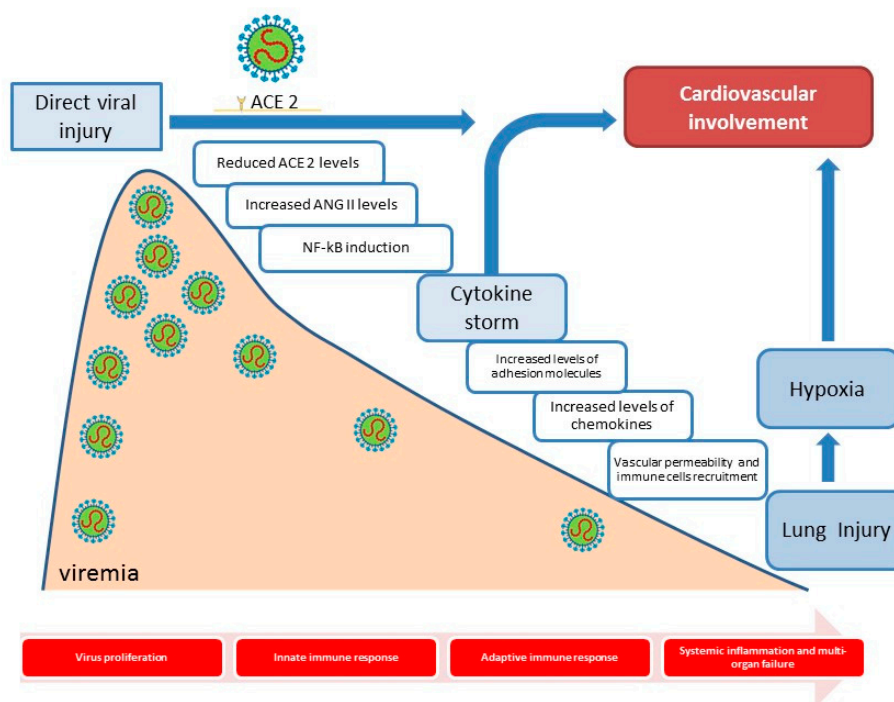 ACE 2
Direct viral
injury
Cardiovascular
involvement
Reduced ACE 2 levels
Increased ANG II levels
NF-kB induction
Cytokine
storm
Increased levels of
adhesion molecules
Increased levels of
chemokines
Vascular permeability and
immune cells recruitment
Hypoxia
Lung Injury
viremia
Virus proliferation
Innate immune response
Adaptive immune response
Systemic inflammation and multi-
organ failure